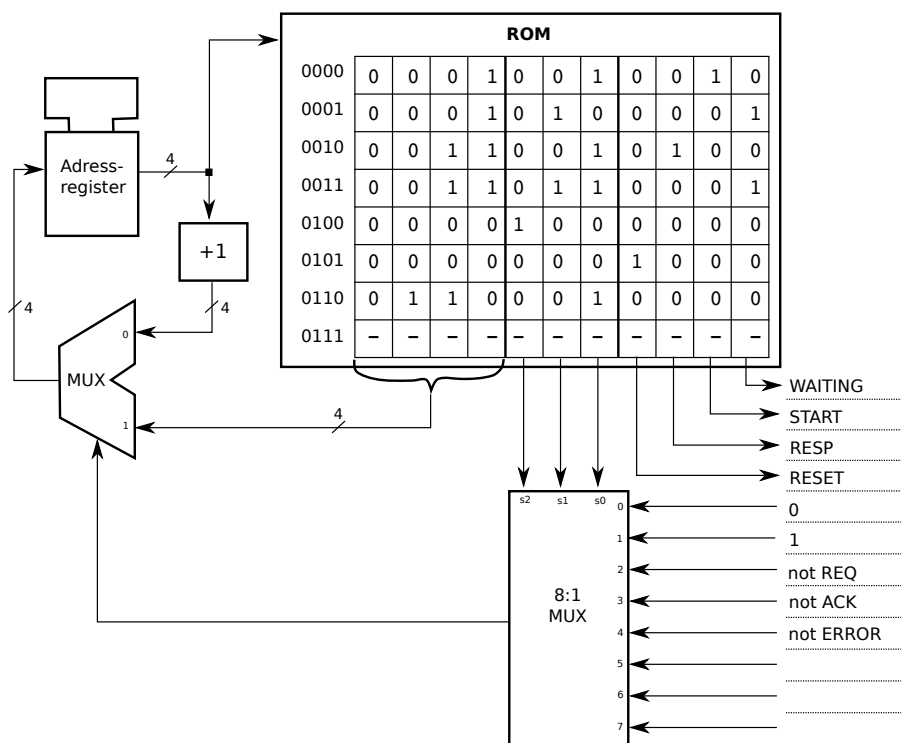 ROM
0000 0 0 0 1 0 0 1 0 0 1 0
0001 0 0 0 1 0 1 0 0 0 0 1
0010 0 0 1 1 0 0 1 0 1 0 0
0011 0 0 1 1 0 1 1 0 0 0 1
0100 0 0 0 0 1 0 0 0 0 0 0
0101 0 0 0 0 0 0 0 1 0 0 0
0110 0 1 1 0 0 0 1 0 0 0 0
0111 – – – – – – – – – – –
Adress-
register
4
+1
4
4
0
MUX
1
4
WAITING
START
RESP
RESET
s2 s1 s0
0 0
1 1
2 not REQ
3 not ACK
4 not ERROR
5
6
7
8:1
MUX